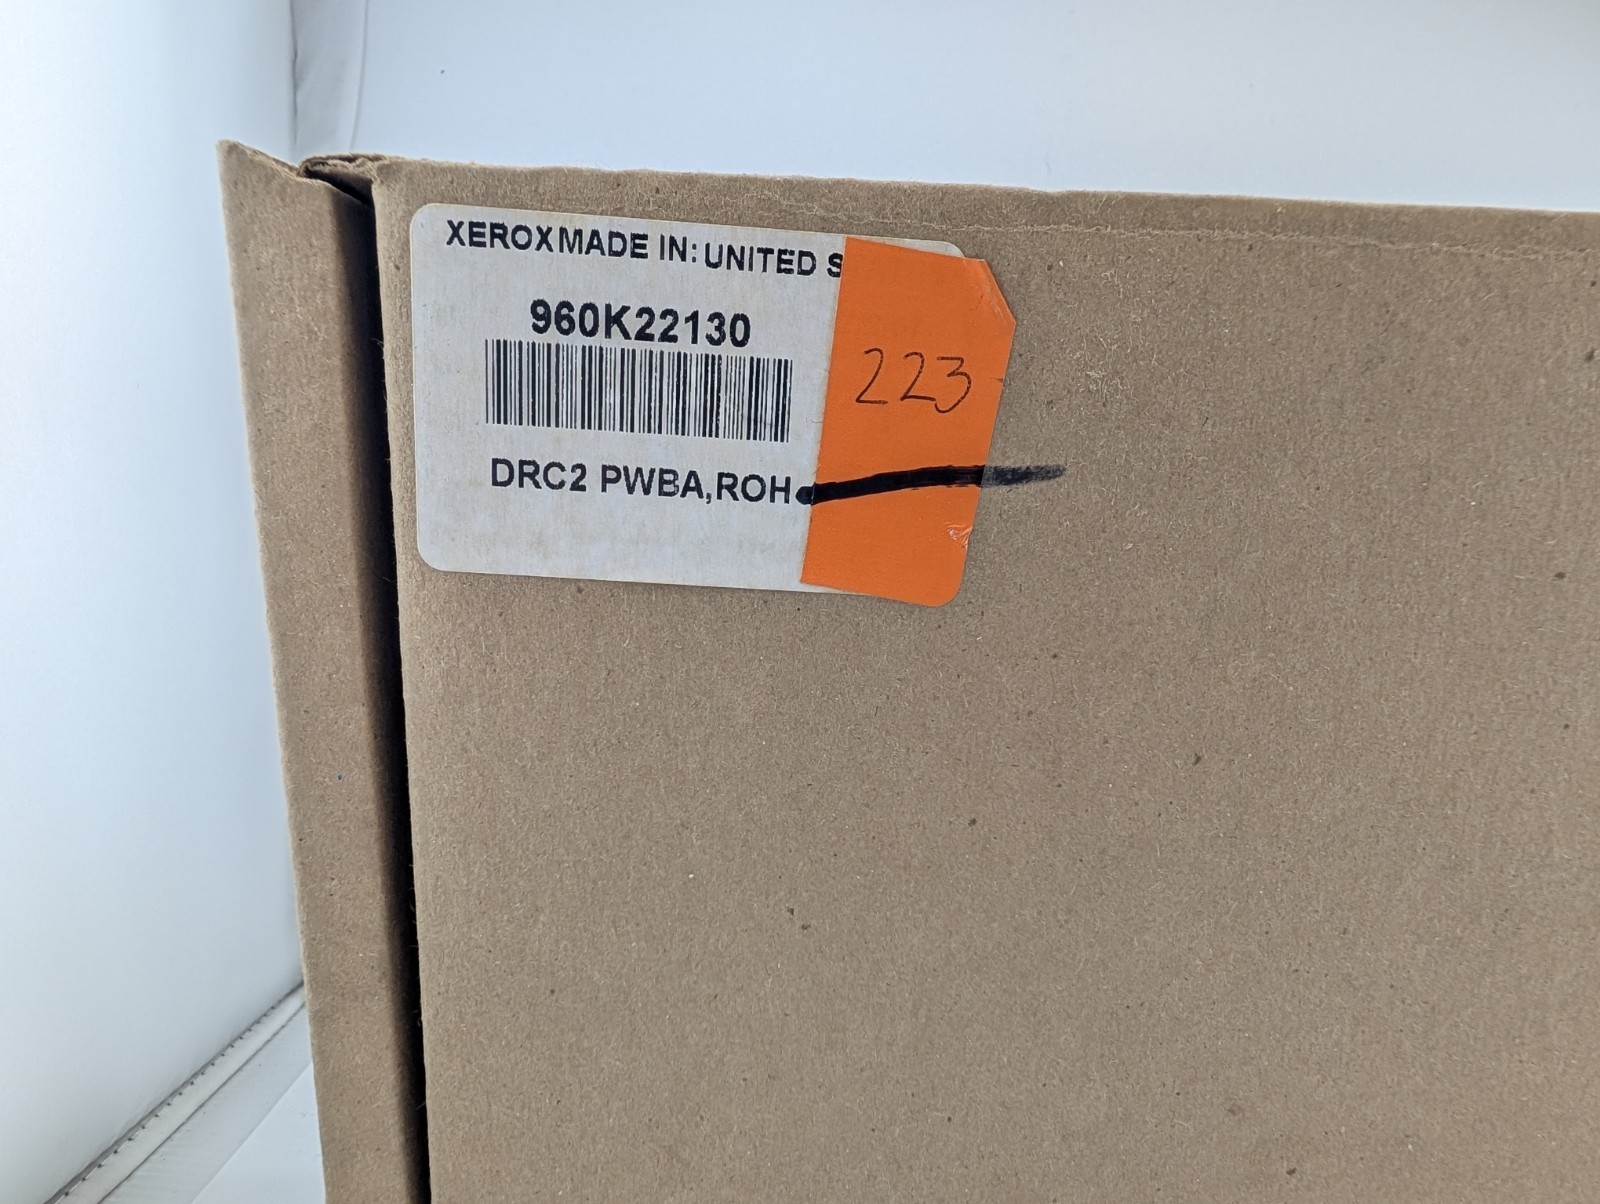 XEROX MADE IN: UNITED S
960K22130
223
DRC2 PWBA,ROH